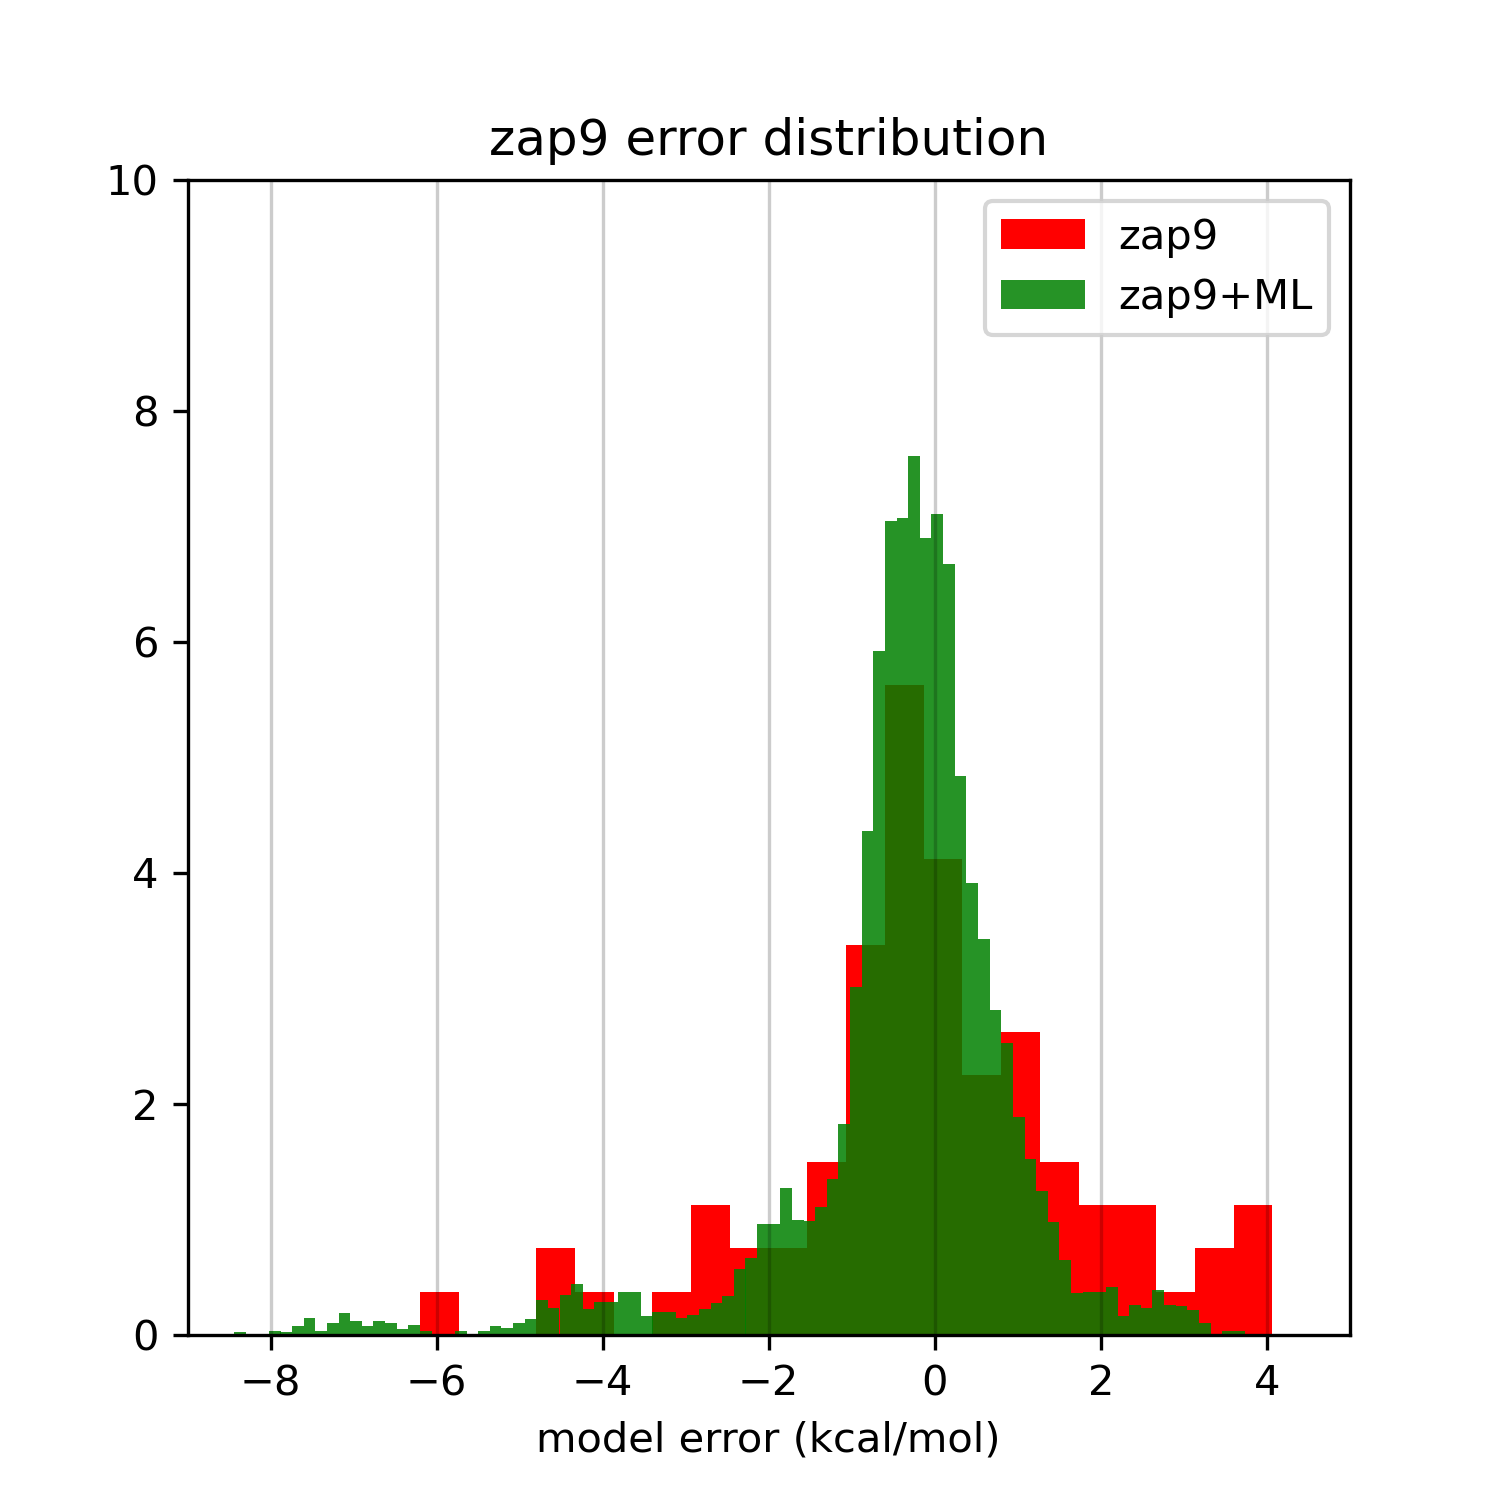 zap9 error distribution
10
8
6
4
2
0
zap9
zap9+ML
−8 −6 −4 −2 0 2 4
model error (kcal/mol)